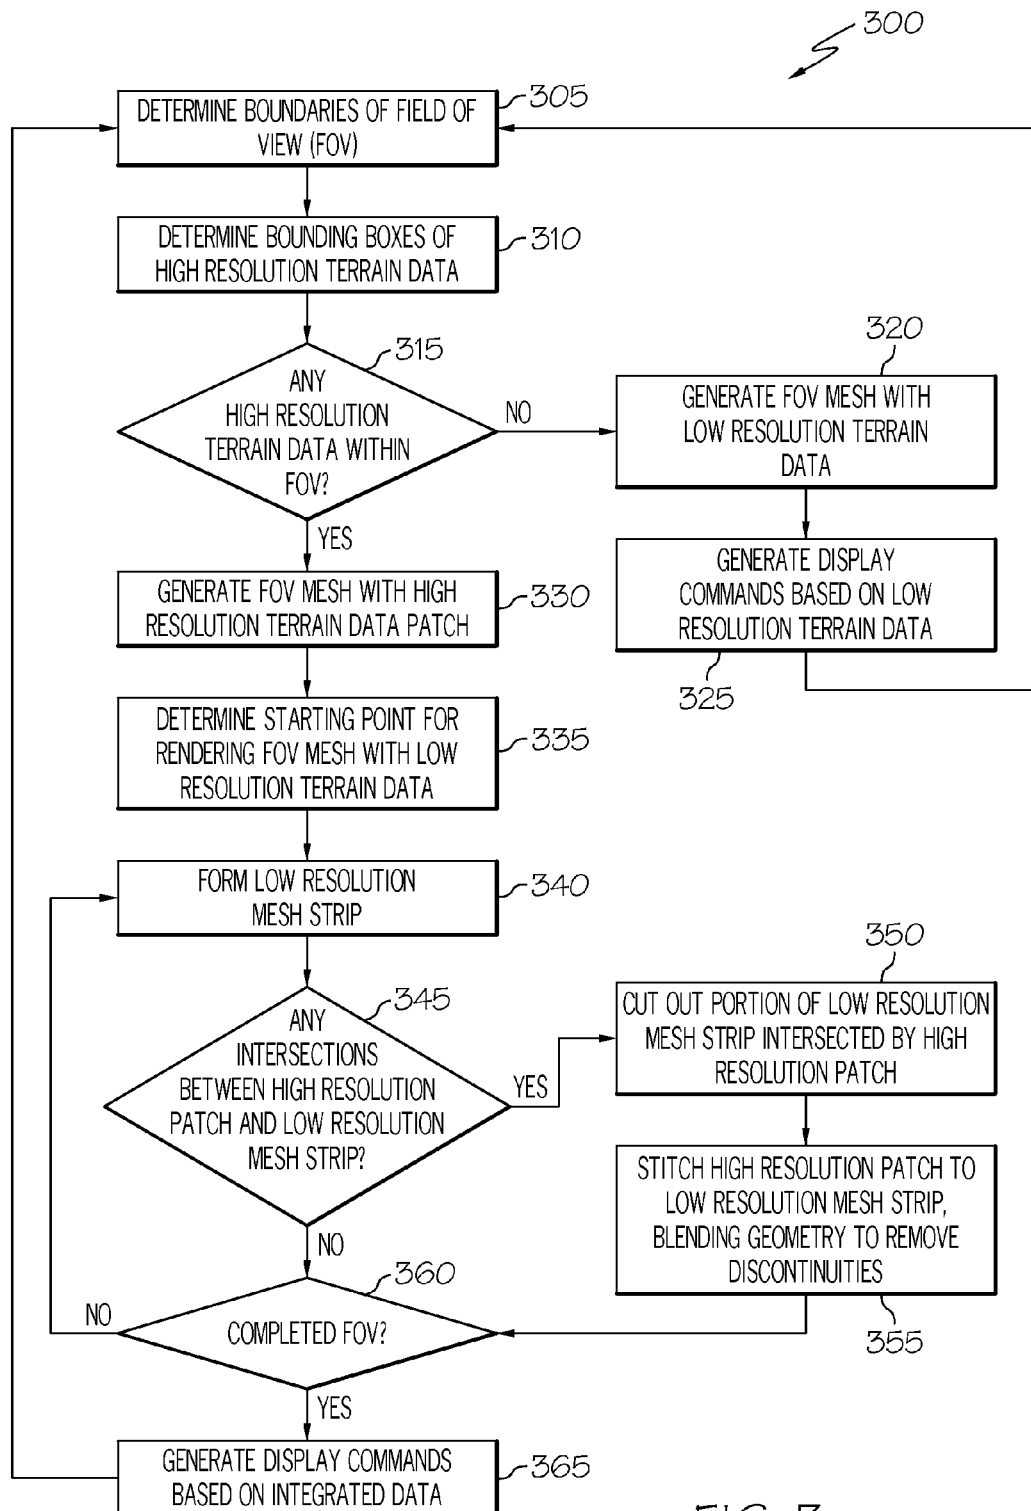 300
DETERMINE BOUNDARIES OF FIELD OF
VIEW (FOV)
305
DETERMINE BOUNDING BOXES OF
HIGH RESOLUTION TERRAIN DATA
310
ANY
HIGH RESOLUTION
TERRAIN DATA WITHIN
FOV?
315
NO
YES
320
GENERATE FOV MESH WITH
LOW RESOLUTION TERRAIN
DATA
GENERATE DISPLAY
COMMANDS BASED ON LOW
RESOLUTION TERRAIN DATA
325
GENERATE FOV MESH WITH HIGH
RESOLUTION TERRAIN DATA PATCH
330
DETERMINE STARTING POINT FOR
RENDERING FOV MESH WITH LOW
RESOLUTION TERRAIN DATA
335
FORM LOW RESOLUTION
MESH STRIP
340
ANY
INTERSECTIONS
BETWEEN HIGH RESOLUTION
PATCH AND LOW RESOLUTION
MESH STRIP?
345
YES
NO
350
CUT OUT PORTION OF LOW RESOLUTION
MESH STRIP INTERSECTED BY HIGH
RESOLUTION PATCH
STITCH HIGH RESOLUTION PATCH TO
LOW RESOLUTION MESH STRIP,
BLENDING GEOMETRY TO REMOVE
DISCONTINUITIES
355
COMPLETED FOV?
360
NO
YES
GENERATE DISPLAY COMMANDS
BASED ON INTEGRATED DATA
365